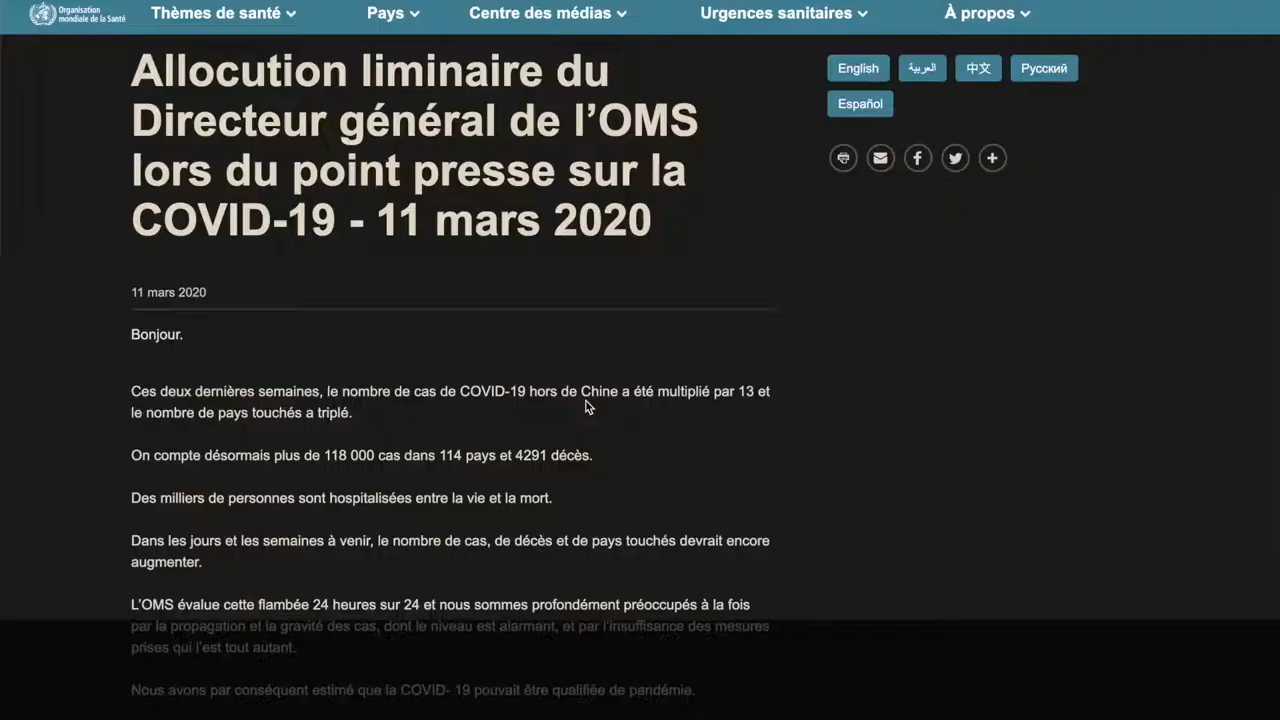 Organisation
mondiale de la Santé
Thèmes de santé
Pays
Centre des médias
Urgences sanitaires
À propos
Allocution liminaire du
Directeur général de l’OMS
lors du point presse sur la
COVID-19 - 11 mars 2020
English
العربية
中文
Русский
Español
11 mars 2020
Bonjour.
Ces deux dernières semaines, le nombre de cas de COVID-19 hors de Chine a été multiplié par 13 et
le nombre de pays touchés a triplé.
On compte désormais plus de 118 000 cas dans 114 pays et 4291 décès.
Des milliers de personnes sont hospitalisées entre la vie et la mort.
Dans les jours et les semaines à venir, le nombre de cas, de décès et de pays touchés devrait encore
augmenter.
L’OMS évalue cette flambée 24 heures sur 24 et nous sommes profondément préoccupés à la fois
par la propagation et la gravité des cas, dont le niveau est alarmant, et par l’insuffisance des mesures
prises qui l’est tout autant.
Nous avons par conséquent estimé que la COVID- 19 pouvait être qualifiée de pandémie.